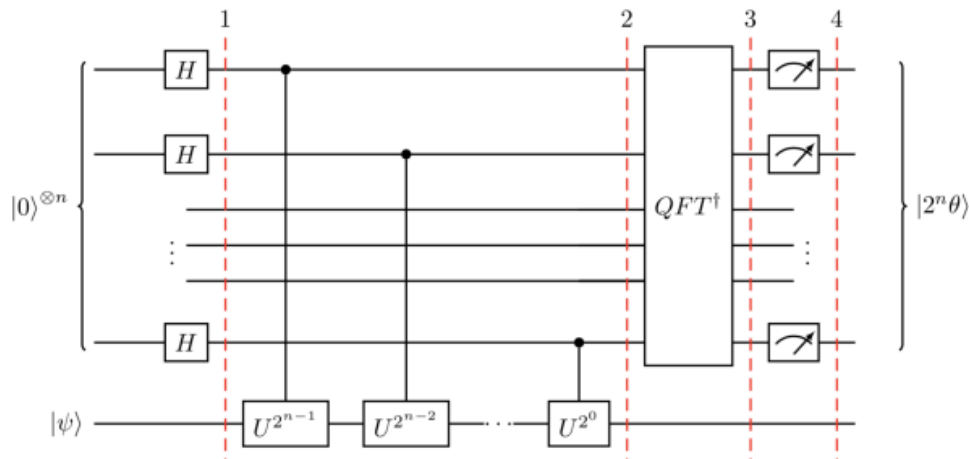 1 2 3 4
H
H
|0⟩^{⊗n} QFT^† |2^nθ⟩
⋮ ⋮
H
|ψ⟩ U^{2^{n−1}} U^{2^{n−2}} ⋯ U^{2^0}